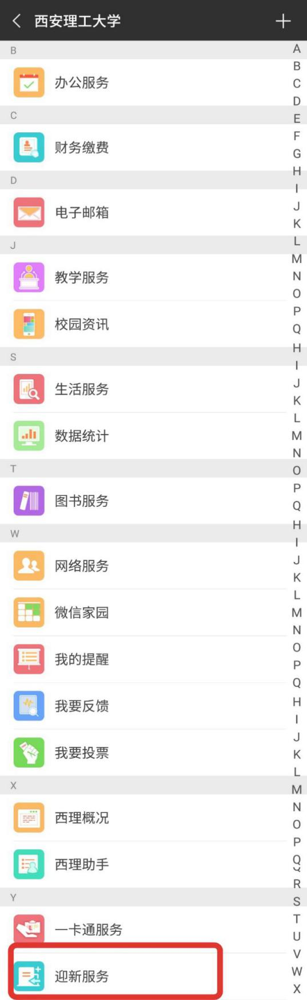 西安理工大学
B
办公服务
C
财务缴费
D
电子邮箱
J
教学服务
校园资讯
S
生活服务
数据统计
T
图书服务
W
网络服务
微信家园
我的提醒
我要反馈
我要投票
X
西理概况
西理助手
Y
一卡通服务
迎新服务
A
B
C
D
E
F
G
H
I
J
K
L
M
N
O
P
Q
H
I
J
K
L
M
N
O
P
Q
H
I
J
K
L
M
N
O
P
Q
H
I
J
K
L
M
N
O
P
Q
R
S
T
U
V
W
X